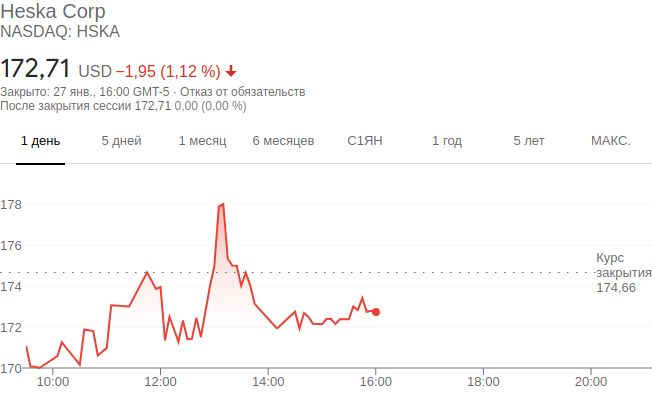 Heska Corp
NASDAQ: HSKA
172,71 USD −1,95 (1,12 %)
Закрыто: 27 янв., 16:00 GMT-5 · Отказ от обязательств
После закрытия сессии 172,71 0,00 (0,00 %)
1 день 5 дней 1 месяц 6 месяцев С1ЯН 1 год 5 лет МАКС.
178
176
Курс
закрытия
174,66
174
172
170
10:00 12:00 14:00 16:00 18:00 20:00